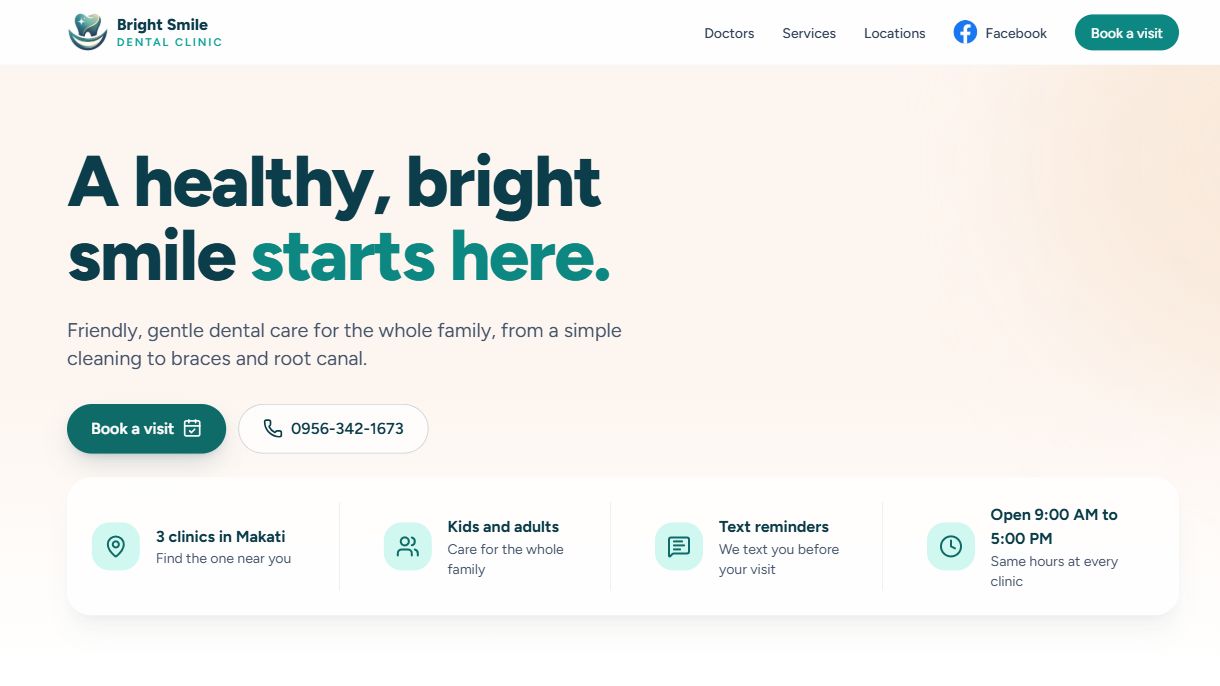 Bright Smile
DENTAL CLINIC
Doctors
Services
Locations
Facebook
Book a visit
A healthy, bright
smile starts here.
Friendly, gentle dental care for the whole family, from a simple
cleaning to braces and root canal.
Book a visit
0956-342-1673
3 clinics in Makati
Find the one near you
Kids and adults
Care for the whole
family
Text reminders
We text you before
your visit
Open 9:00 AM to
5:00 PM
Same hours at every
clinic